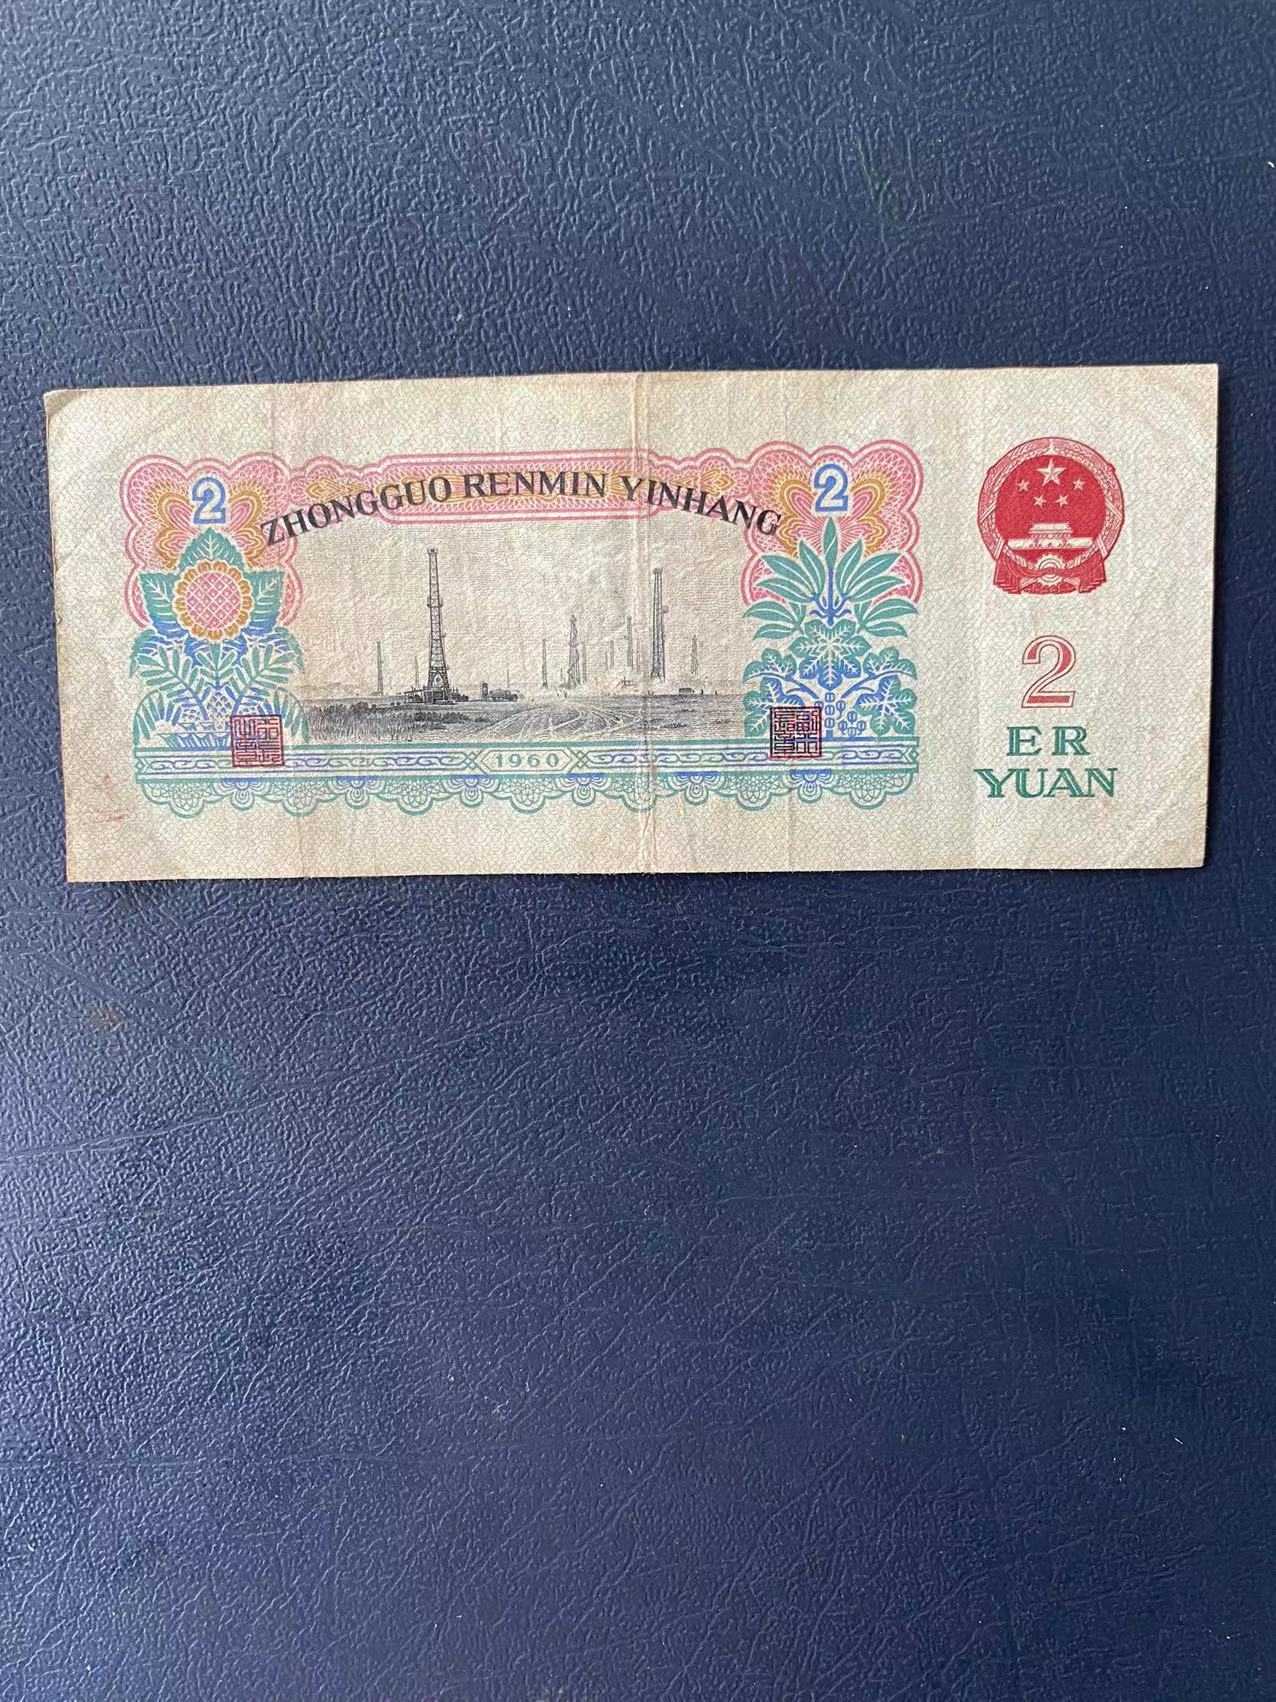 2
ZHONGGUO RENMIN YINHANG
2
1960
2
ER
YUAN